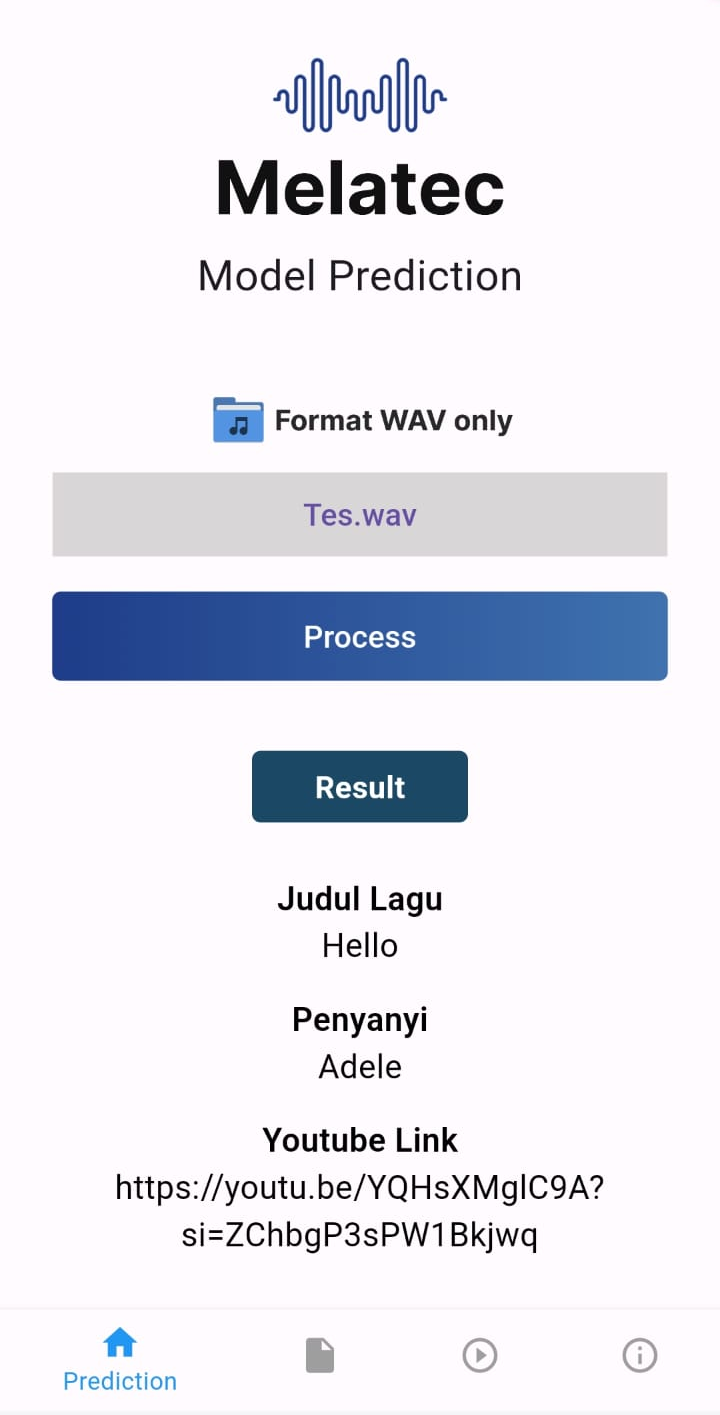 Melatec
Model Prediction
Format WAV only
Tes.wav
Process
Result
Judul Lagu
Hello
Penyanyi
Adele
Youtube Link
https://youtu.be/YQHsXMglC9A?
si=ZChbgP3sPW1Bkjwq
Prediction